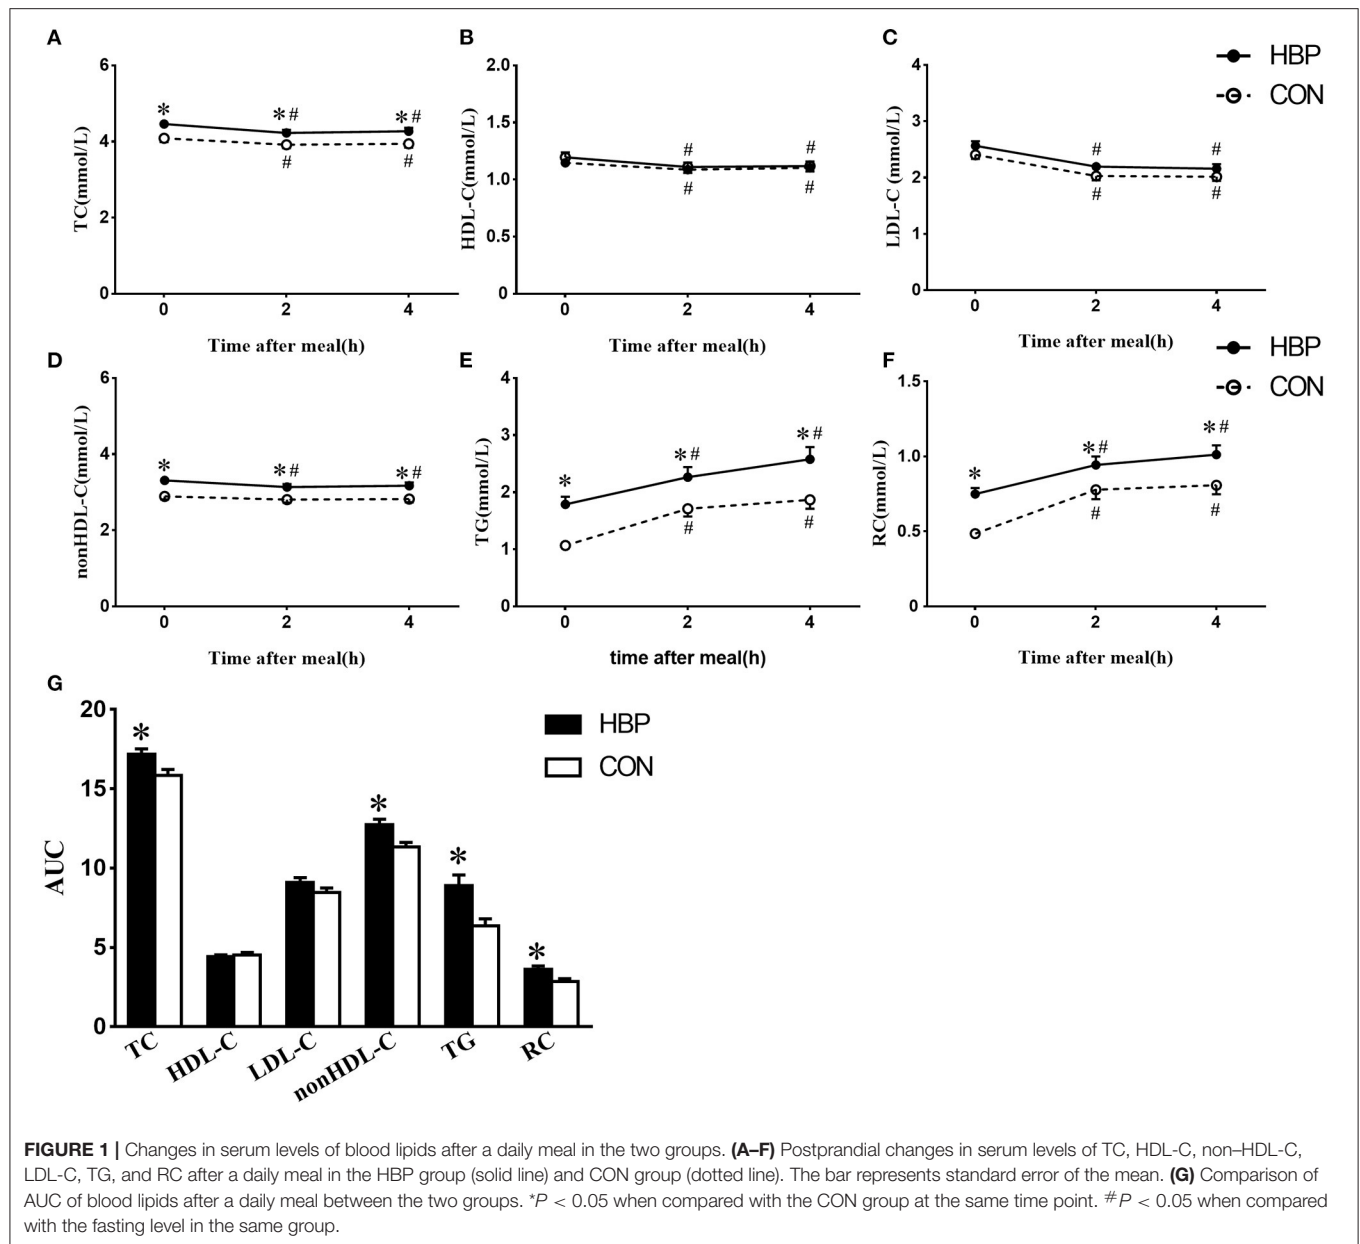 A
B
C
HBP
CON
TC(mmol/L)
6
4
2
0
* *# *#
# #
0 2 4
Time after meal(h)
HDL-C(mmol/L)
2.0
1.5
1.0
0.5
0
# #
# #
0 2 4
Time after meal(h)
LDL-C (mmol/L)
4
3
2
1
0
# #
# #
0 2 4
Time after meal(h)
D
E
F
HBP
CON
nonHDL-C(mmol/L)
6
4
2
0
* *# *#
0 2 4
Time after meal(h)
TG(mmol/L)
4
3
2
1
0
* *# *#
# #
0 2 4
time after meal(h)
RC(mmol/L)
1.5
1.0
0.5
0
* *# *#
# #
0 2 4
Time after meal(h)
G
AUC
20
15
10
5
0
* * * *
HBP
CON
TC HDL-C LDL-C nonHDL-C TG RC
FIGURE 1 | Changes in serum levels of blood lipids after a daily meal in the two groups. (A–F) Postprandial changes in serum levels of TC, HDL-C, non–HDL-C,
LDL-C, TG, and RC after a daily meal in the HBP group (solid line) and CON group (dotted line). The bar represents standard error of the mean. (G) Comparison of
AUC of blood lipids after a daily meal between the two groups. *P < 0.05 when compared with the CON group at the same time point. #P < 0.05 when compared
with the fasting level in the same group.